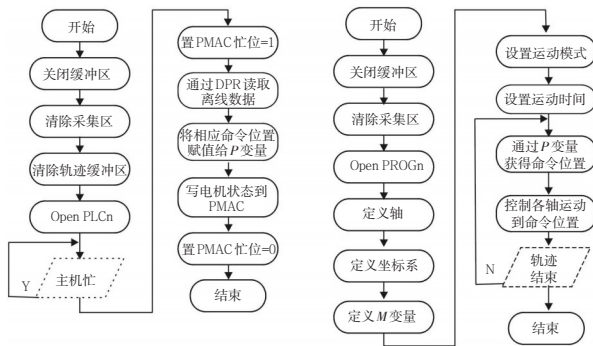 开始
关闭缓冲区
清除采集区
清除轨迹缓冲区
Open PLCn
Y
主机忙
置PMAC忙位=1
通过DPR读取
离线数据
将相应命令位置
赋值给P变量
写电机状态到
PMAC
置PMAC忙位=0
结束
开始
关闭缓冲区
清除采集区
Open PROGn
定义轴
定义坐标系
定义M变量
设置运动模式
设置运动时间
通过P变量
获得命令位置
控制各轴运动
到命令位置
N
轨迹
结束
结束